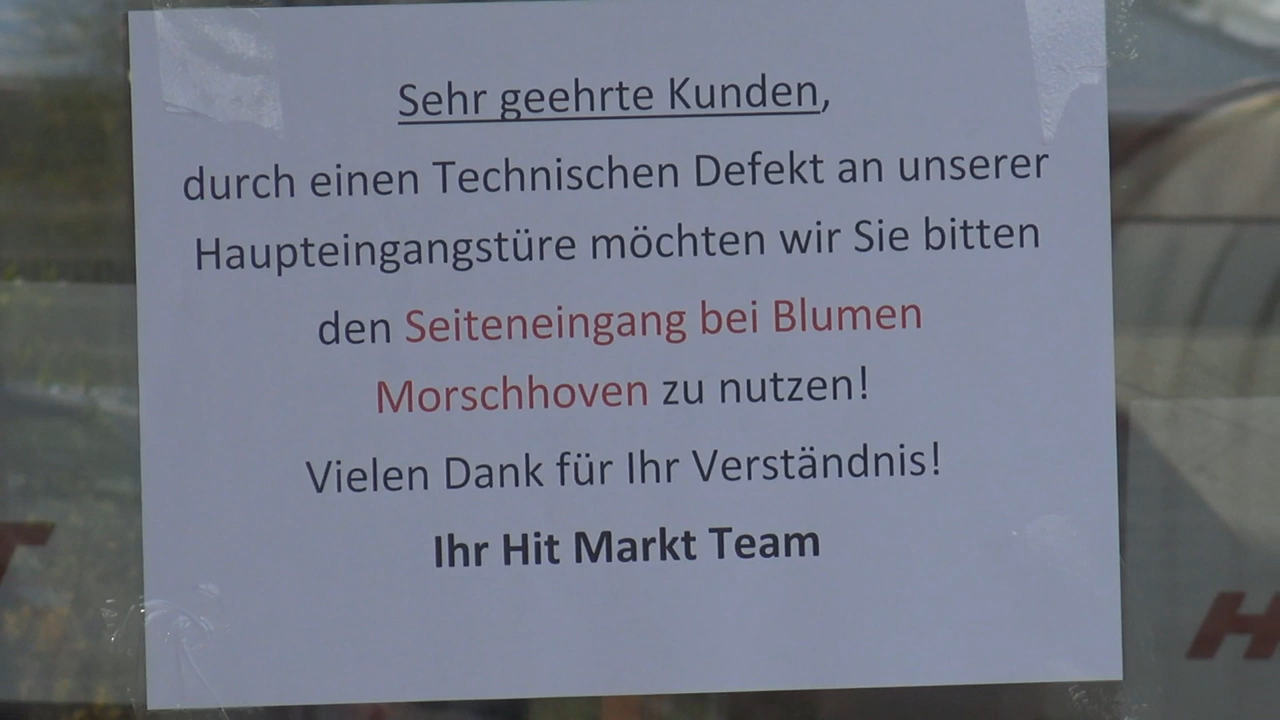 Sehr geehrte Kunden,
durch einen Technischen Defekt an unserer
Haupteingangstüre möchten wir Sie bitten
den Seiteneingang bei Blumen
Morschhoven zu nutzen!
Vielen Dank für Ihr Verständnis!
Ihr Hit Markt Team